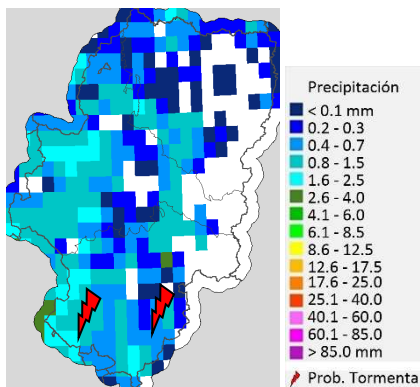 Precipitación
< 0.1 mm
0.2 - 0.3
0.4 - 0.7
0.8 - 1.5
1.6 - 2.5
2.6 - 4.0
4.1 - 6.0
6.1 - 8.5
8.6 - 12.5
12.6 - 17.5
17.6 - 25.0
25.1 - 40.0
40.1 - 60.0
60.1 - 85.0
> 85.0 mm
Prob. Tormenta